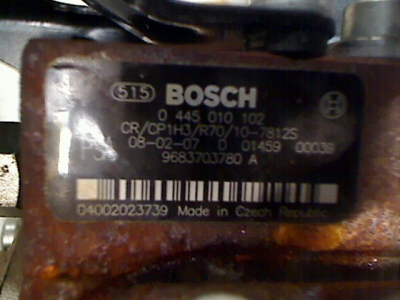 515 BOSCH
0 445 010 102
CR/CP1H3/R70/10-7812S
08-02-07 0 01459 00039
9683703780 A
04002023739 Made in Czech Republic